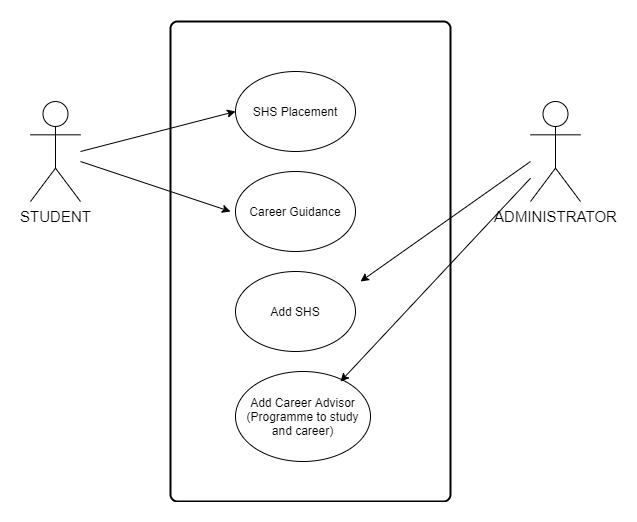 SHS Placement
STUDENT
Career Guidance
ADMINISTRATOR
Add SHS
Add Career Advisor
(Programme to study
and career)